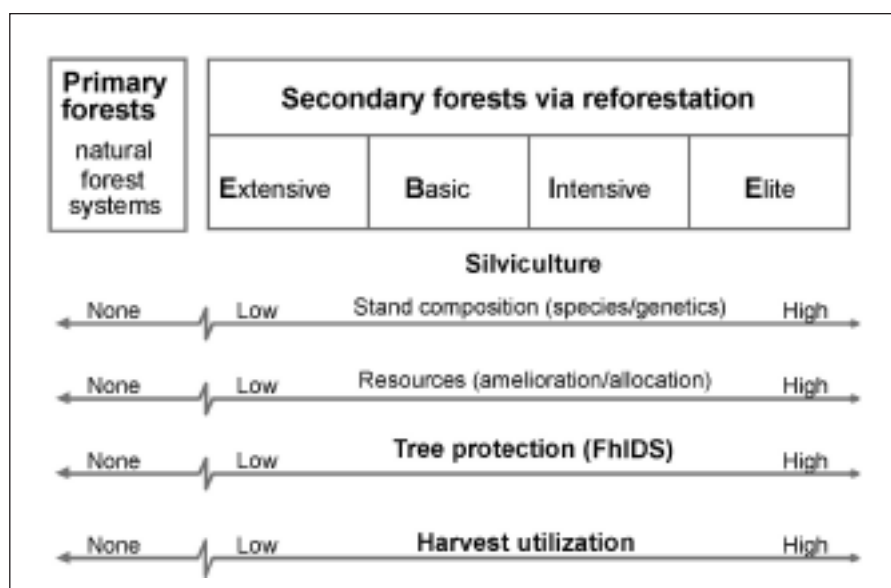 Primary
forests
natural
forest
systems
Secondary forests via reforestation
Extensive
Basic
Intensive
Elite
Silviculture
None
Low
Stand composition (species/genetics)
High
None
Low
Resources (amelioration/allocation)
High
None
Low
Tree protection (FhIDS)
High
None
Low
Harvest utilization
High